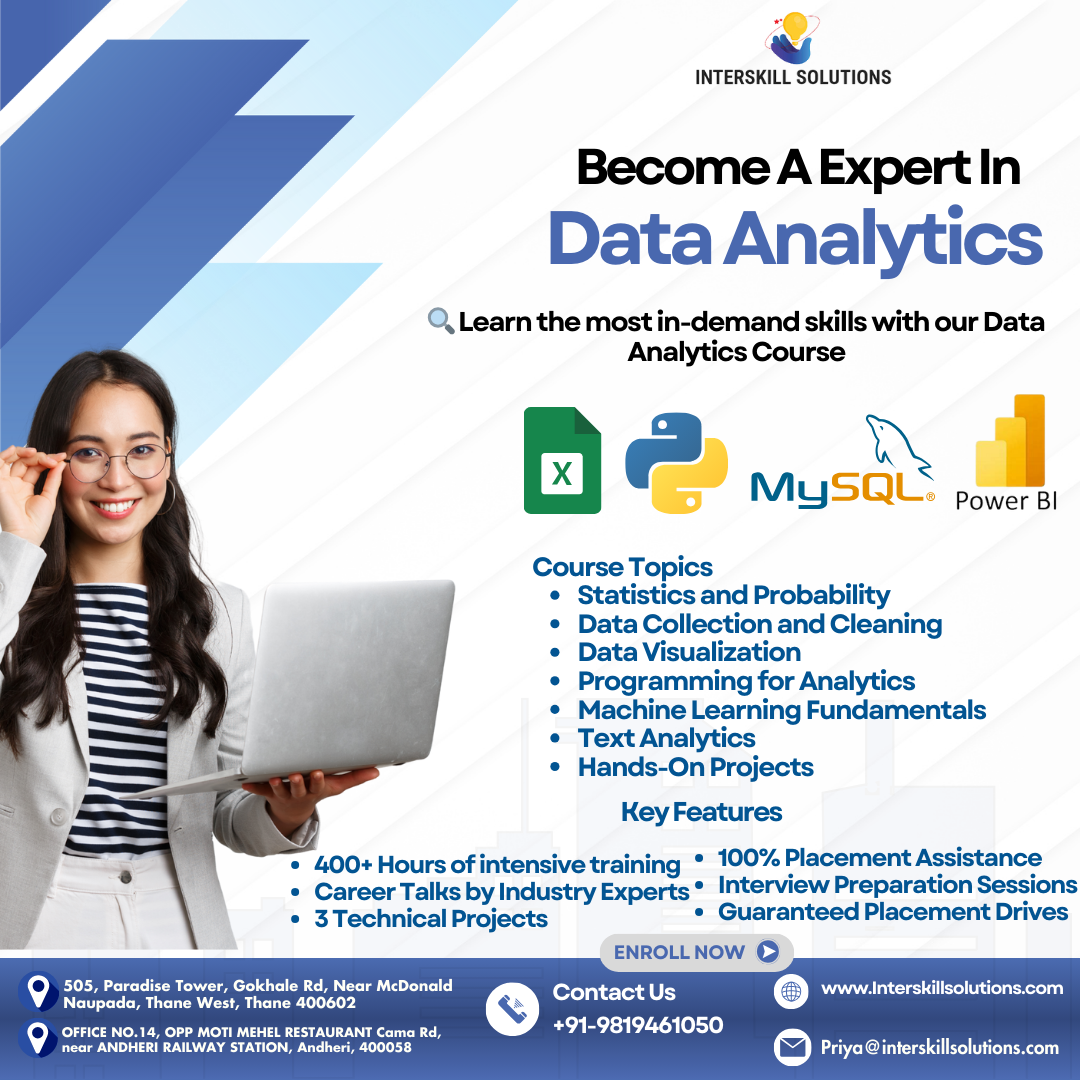 INTERSKILL SOLUTIONS
Become A Expert In
Data Analytics
Learn the most in-demand skills with our Data
Analytics Course
X
MySQL®
Power BI
Course Topics
• Statistics and Probability
• Data Collection and Cleaning
• Data Visualization
• Programming for Analytics
• Machine Learning Fundamentals
• Text Analytics
• Hands-On Projects
Key Features
• 400+ Hours of intensive training
• Career Talks by Industry Experts
• 3 Technical Projects
• 100% Placement Assistance
• Interview Preparation Sessions
• Guaranteed Placement Drives
ENROLL NOW
505, Paradise Tower, Gokhale Rd, Near McDonald
Naupada, Thane West, Thane 400602
OFFICE NO.14, OPP MOTI MEHEL RESTAURANT Cama Rd,
near ANDHERI RAILWAY STATION, Andheri, 400058
Contact Us
+91-9819461050
www.Interskillsolutions.com
Priya@interskillsolutions.com